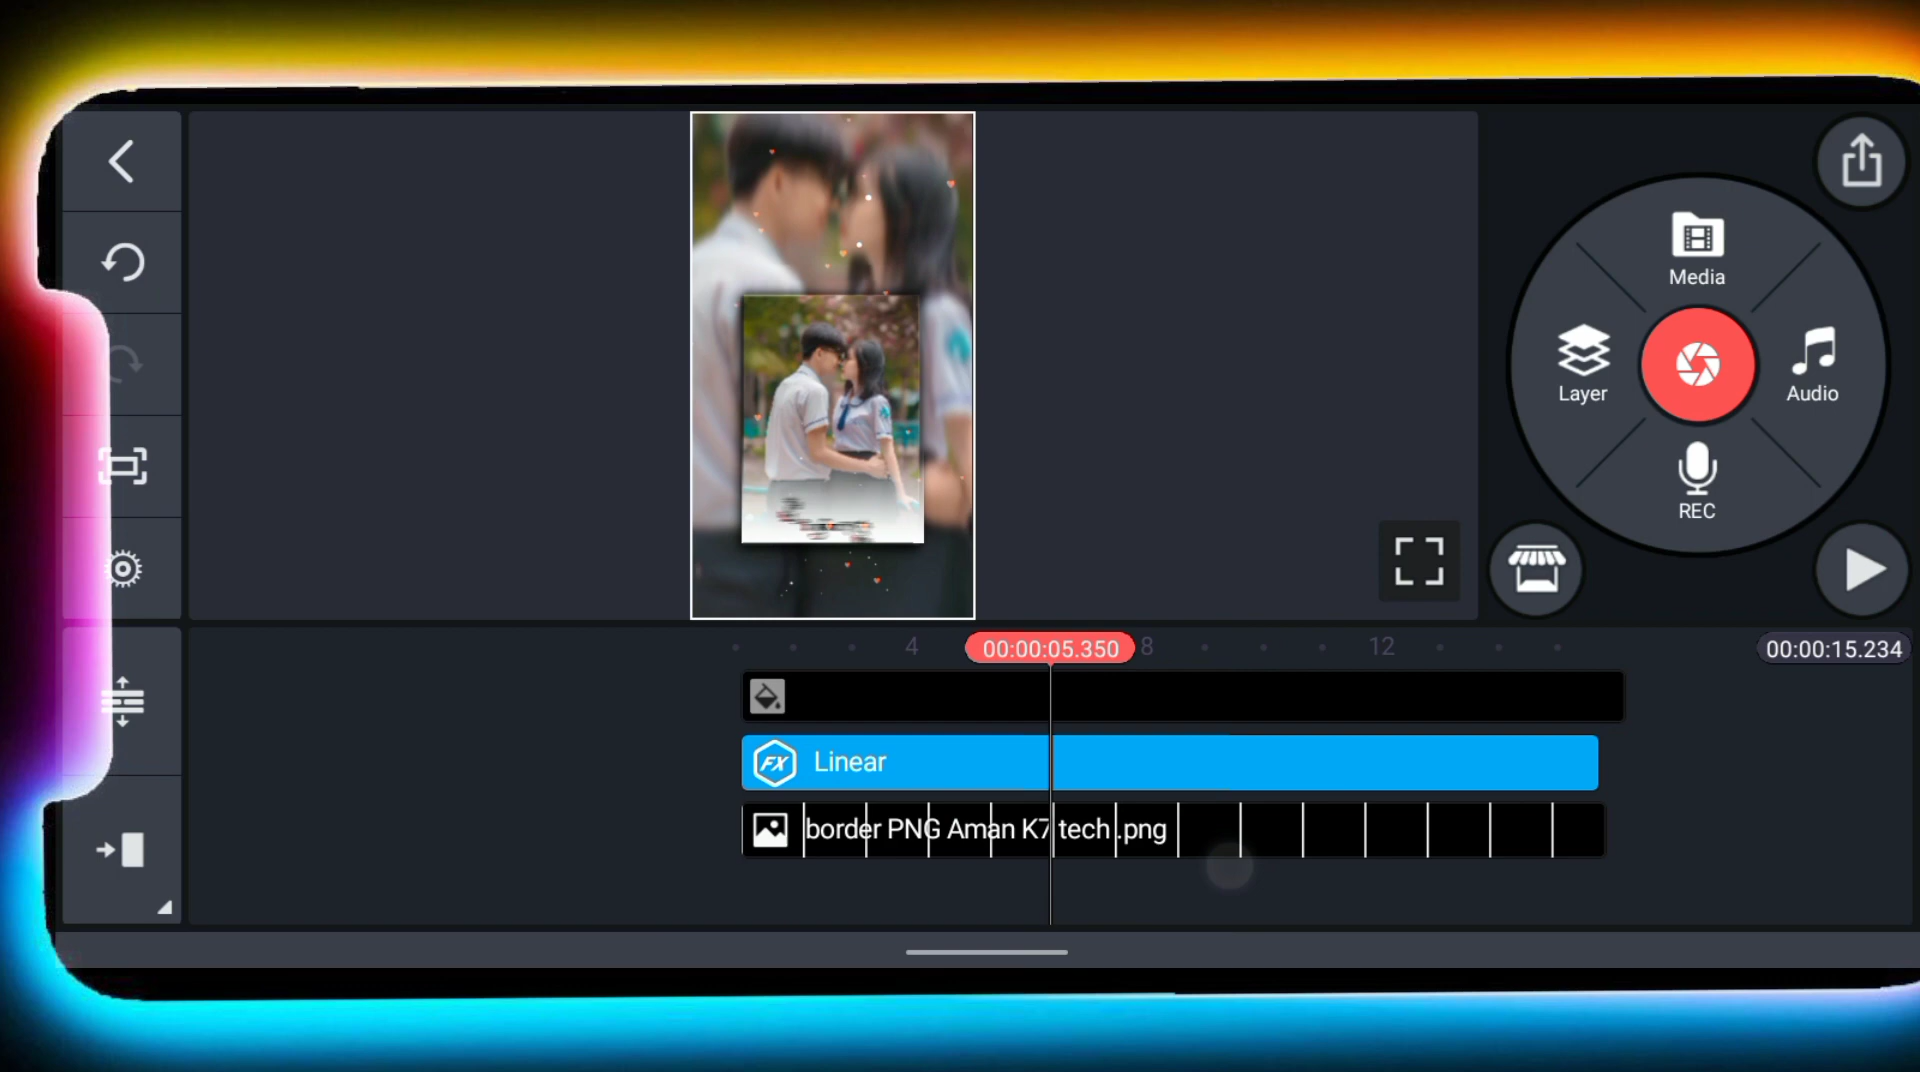 Media
Layer
Audio
REC
4
00:00:05.350
8
12
00:00:15.234
FX Linear
border PNG Aman K7 tech .png